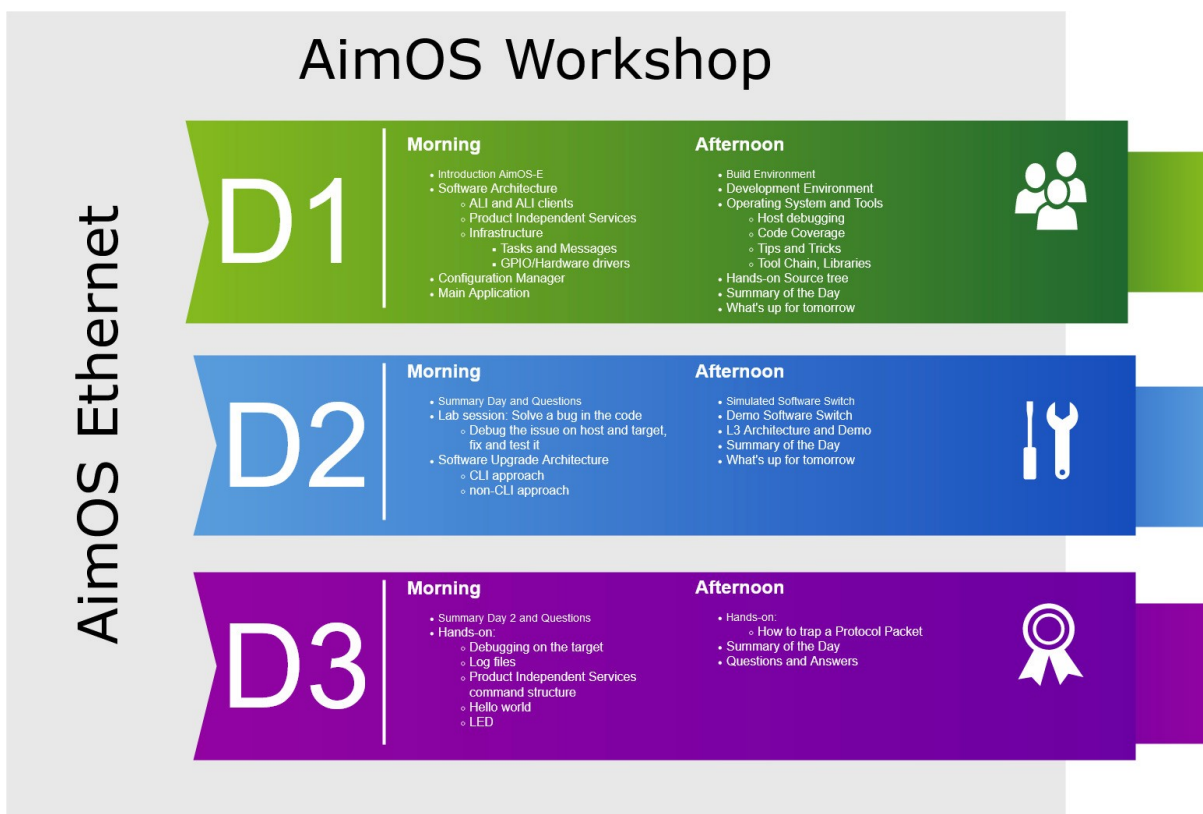 AimOS Workshop
AimOS Ethernet
D1
Morning
• Introduction AimOS-E
• Software Architecture
◦ ALI and ALI clients
◦ Product Independent Services
◦ Infrastructure
• Tasks and Messages
• GPIO/Hardware drivers
• Configuration Manager
• Main Application
Afternoon
• Build Environment
• Development Environment
• Operating System and Tools
◦ Host debugging
◦ Code Coverage
◦ Tips and Tricks
◦ Tool Chain, Libraries
• Hands-on Source tree
• Summary of the Day
• What's up for tomorrow
D2
Morning
• Summary Day and Questions
• Lab session: Solve a bug in the code
◦ Debug the issue on host and target,
fix and test it
• Software Upgrade Architecture
◦ CLI approach
◦ non-CLI approach
Afternoon
• Simulated Software Switch
• Demo Software Switch
• L3 Architecture and Demo
• Summary of the Day
• What's up for tomorrow
D3
Morning
• Summary Day 2 and Questions
• Hands-on:
◦ Debugging on the target
◦ Log files
◦ Product Independent Services
command structure
◦ Hello world
◦ LED
Afternoon
• Hands-on:
◦ How to trap a Protocol Packet
• Summary of the Day
• Questions and Answers